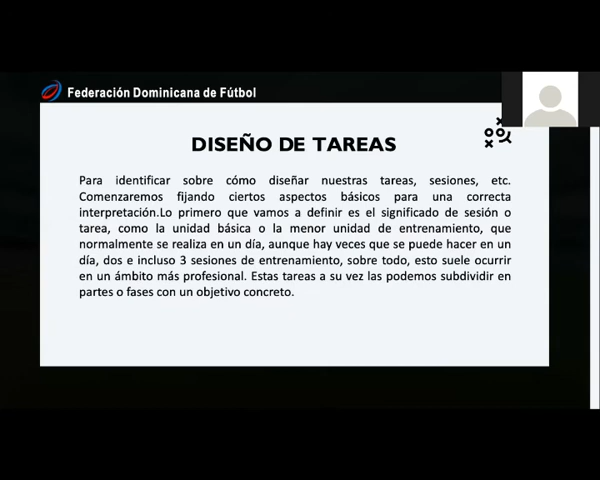 Federación Dominicana de Fútbol
DISEÑO DE TAREAS
Para identificar sobre cómo diseñar nuestras tareas, sesiones, etc.
Comenzaremos fijando ciertos aspectos básicos para una correcta
interpretación.Lo primero que vamos a definir es el significado de sesión o
tarea, como la unidad básica o la menor unidad de entrenamiento, que
normalmente se realiza en un día, aunque hay veces que se puede hacer en un
día, dos e incluso 3 sesiones de entrenamiento, sobre todo, esto suele ocurrir
en un ámbito más profesional. Estas tareas a su vez las podemos subdividir en
partes o fases con un objetivo concreto.